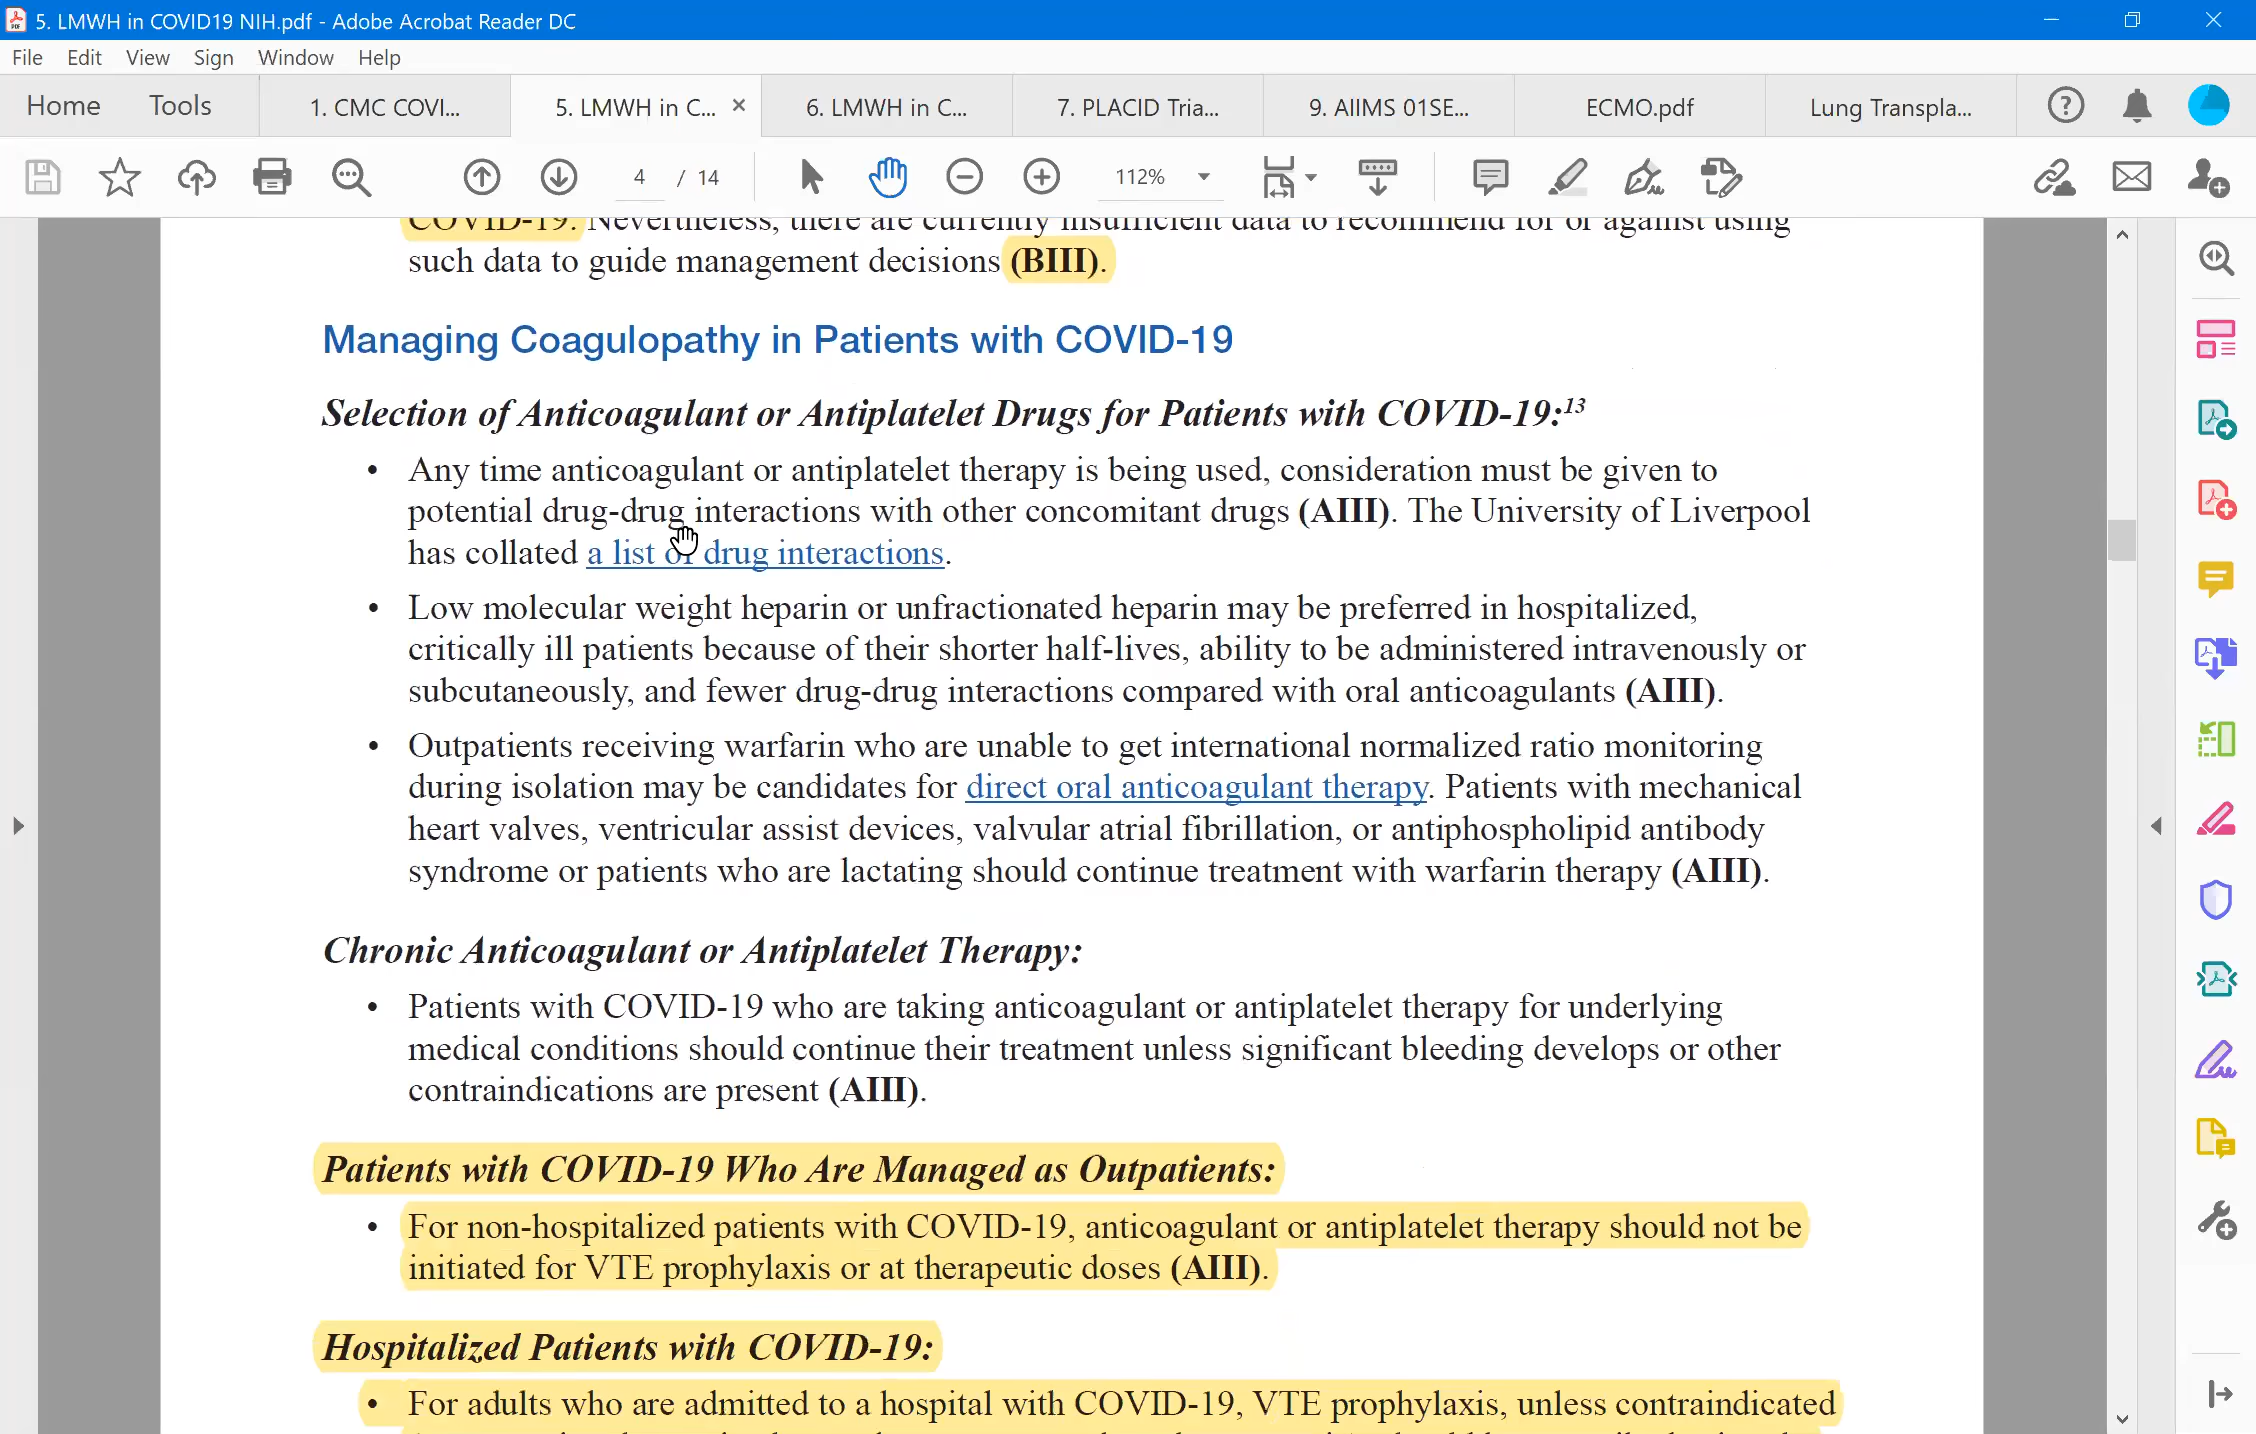 5. LMWH in COVID19 NIH.pdf - Adobe Acrobat Reader DC
File Edit View Sign Window Help
Home Tools 1. CMC COVI... 5. LMWH in C... 6. LMWH in C... 7. PLACID Tria... 9. AIIMS 01SE... ECMO.pdf Lung Transpla...
4 / 14 112%
COVID-19. Nevertheless, there are currently insufficient data to recommend for or against using
such data to guide management decisions (BIII).
Managing Coagulopathy in Patients with COVID-19
Selection of Anticoagulant or Antiplatelet Drugs for Patients with COVID-19:13
• Any time anticoagulant or antiplatelet therapy is being used, consideration must be given to
potential drug-drug interactions with other concomitant drugs (AIII). The University of Liverpool
has collated a list of drug interactions.
• Low molecular weight heparin or unfractionated heparin may be preferred in hospitalized,
critically ill patients because of their shorter half-lives, ability to be administered intravenously or
subcutaneously, and fewer drug-drug interactions compared with oral anticoagulants (AIII).
• Outpatients receiving warfarin who are unable to get international normalized ratio monitoring
during isolation may be candidates for direct oral anticoagulant therapy. Patients with mechanical
heart valves, ventricular assist devices, valvular atrial fibrillation, or antiphospholipid antibody
syndrome or patients who are lactating should continue treatment with warfarin therapy (AIII).
Chronic Anticoagulant or Antiplatelet Therapy:
• Patients with COVID-19 who are taking anticoagulant or antiplatelet therapy for underlying
medical conditions should continue their treatment unless significant bleeding develops or other
contraindications are present (AIII).
Patients with COVID-19 Who Are Managed as Outpatients:
• For non-hospitalized patients with COVID-19, anticoagulant or antiplatelet therapy should not be
initiated for VTE prophylaxis or at therapeutic doses (AIII).
Hospitalized Patients with COVID-19:
• For adults who are admitted to a hospital with COVID-19, VTE prophylaxis, unless contraindicated